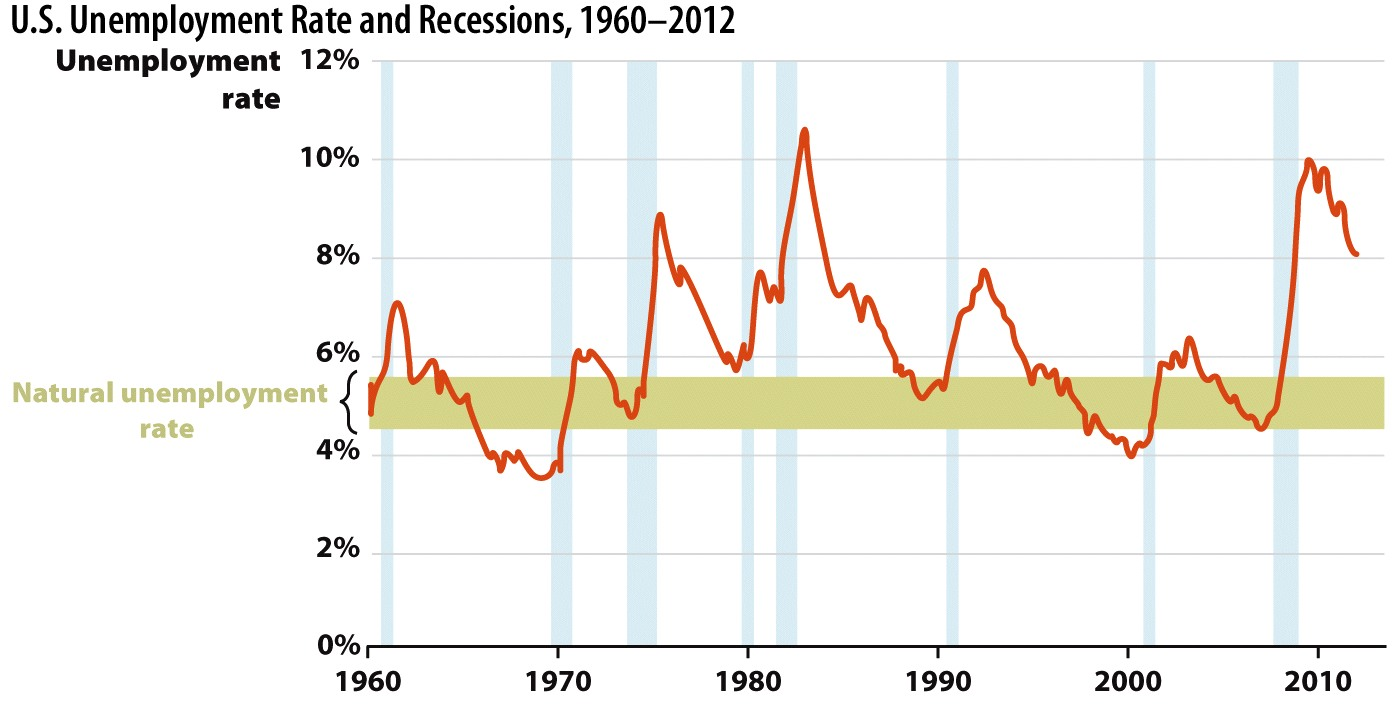 U.S. Unemployment Rate and Recessions, 1960–2012
Unemployment
rate
12%
10%
8%
6%
Natural unemployment
rate
4%
2%
0%
1960 1970 1980 1990 2000 2010